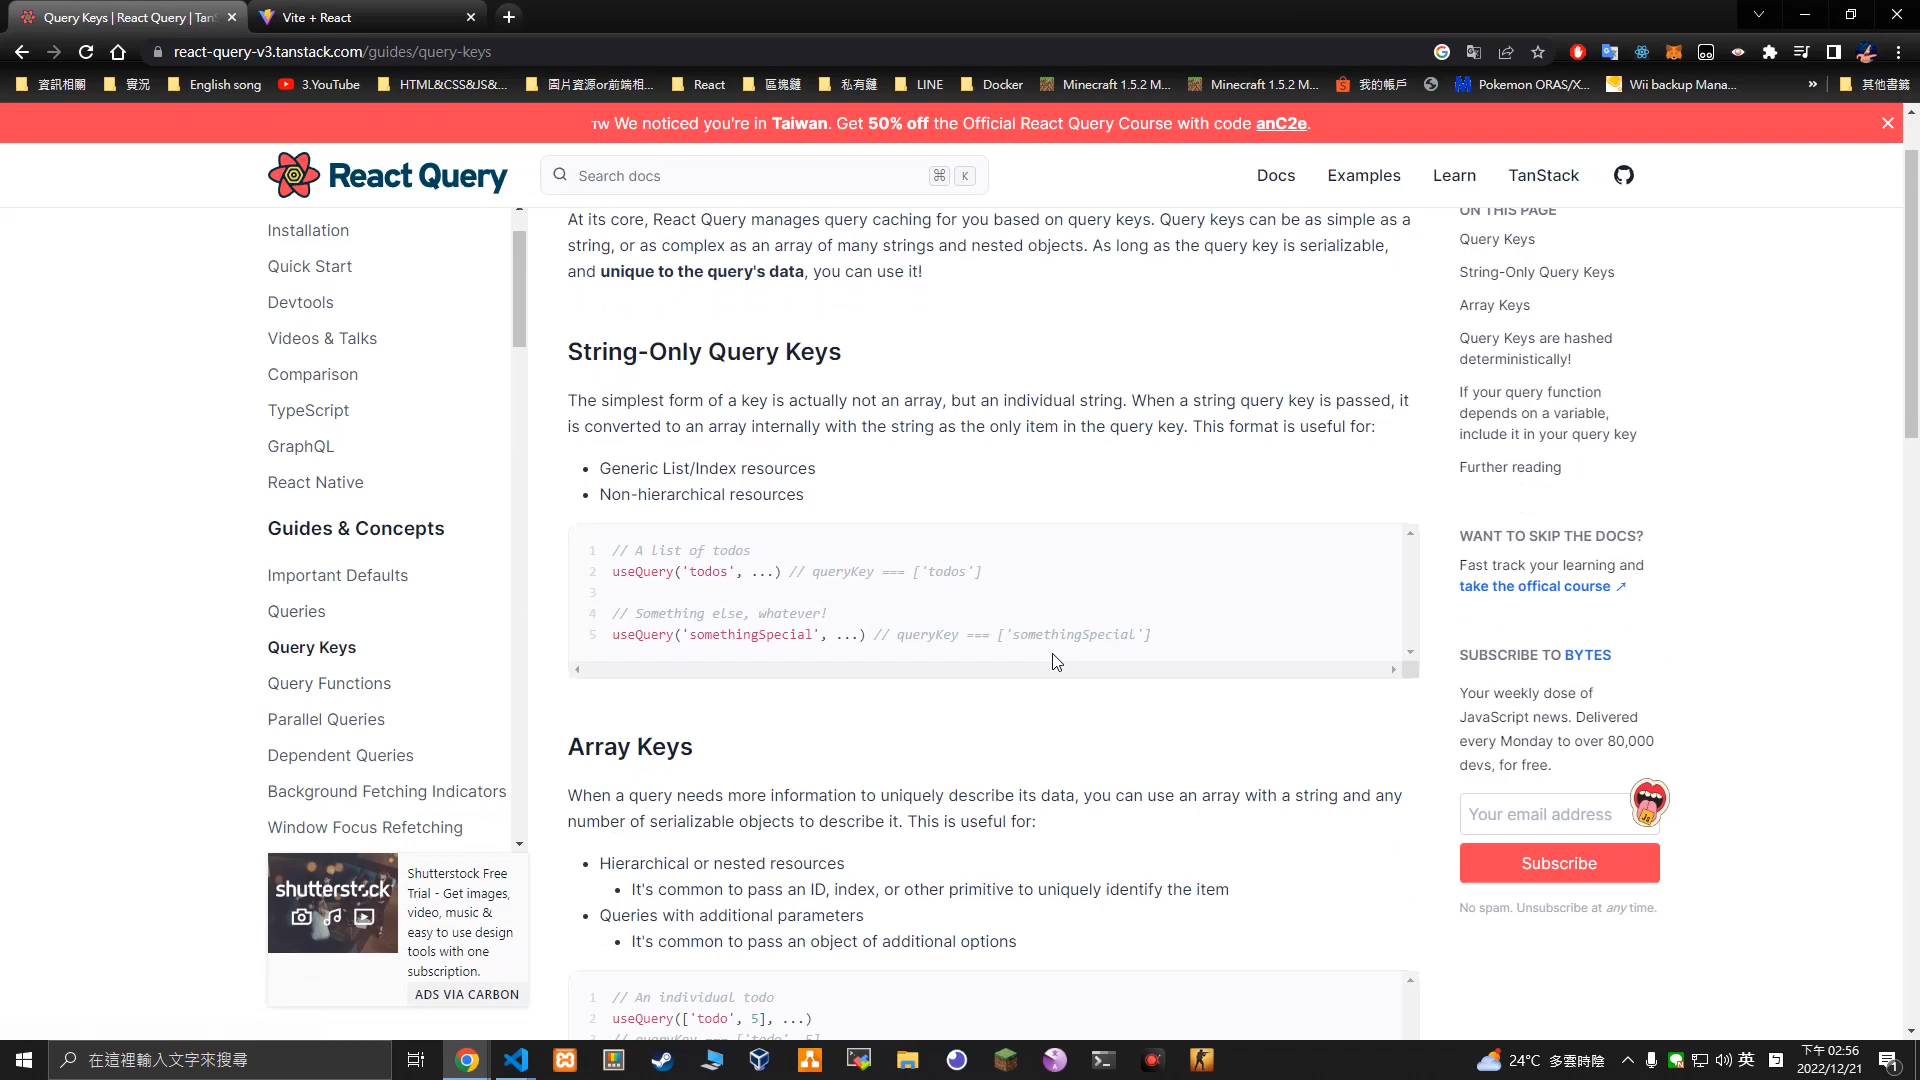 Query Keys | React Query | Tan
Vite + React
react-query-v3.tanstack.com/guides/query-keys
資訊相關
實況
English song
3.YouTube
HTML&CSS&JS&...
圖片資源or前端相...
React
區塊鏈
私有鏈
LINE
Docker
Minecraft 1.5.2 M...
Minecraft 1.5.2 M...
我的帳戶
Pokemon ORAS/X...
Wii backup Mana...
»
其他書籤
TW We noticed you're in Taiwan. Get 50% off the Official React Query Course with code anC2e.
React Query
Search docs
⌘ K
Docs
Examples
Learn
TanStack
Installation
Quick Start
Devtools
Videos & Talks
Comparison
TypeScript
GraphQL
React Native
Guides & Concepts
Important Defaults
Queries
Query Keys
Query Functions
Parallel Queries
Dependent Queries
Background Fetching Indicators
Window Focus Refetching
shutterstock
Shutterstock Free
Trial - Get images,
video, music &
easy to use design
tools with one
subscription.
ADS VIA CARBON
At its core, React Query manages query caching for you based on query keys. Query keys can be as simple as a
string, or as complex as an array of many strings and nested objects. As long as the query key is serializable,
and unique to the query's data, you can use it!
String-Only Query Keys
The simplest form of a key is actually not an array, but an individual string. When a string query key is passed, it
is converted to an array internally with the string as the only item in the query key. This format is useful for:
• Generic List/Index resources
• Non-hierarchical resources
1 // A list of todos
2 useQuery('todos', ...) // queryKey === ['todos']
3
4 // Something else, whatever!
5 useQuery('somethingSpecial', ...) // queryKey === ['somethingSpecial']
Array Keys
When a query needs more information to uniquely describe its data, you can use an array with a string and any
number of serializable objects to describe it. This is useful for:
• Hierarchical or nested resources
• It's common to pass an ID, index, or other primitive to uniquely identify the item
• Queries with additional parameters
• It's common to pass an object of additional options
1 // An individual todo
2 useQuery(['todo', 5], ...)
// queryKey === ['todo', 5]
ON THIS PAGE
Query Keys
String-Only Query Keys
Array Keys
Query Keys are hashed
deterministically!
If your query function
depends on a variable,
include it in your query key
Further reading
WANT TO SKIP THE DOCS?
Fast track your learning and
take the offical course ↗
SUBSCRIBE TO BYTES
Your weekly dose of
JavaScript news. Delivered
every Monday to over 80,000
devs, for free.
Your email address
Subscribe
No spam. Unsubscribe at any time.
在這裡輸入文字來搜尋
24°C 多雲時陰
英
下午 02:56
2022/12/21
1